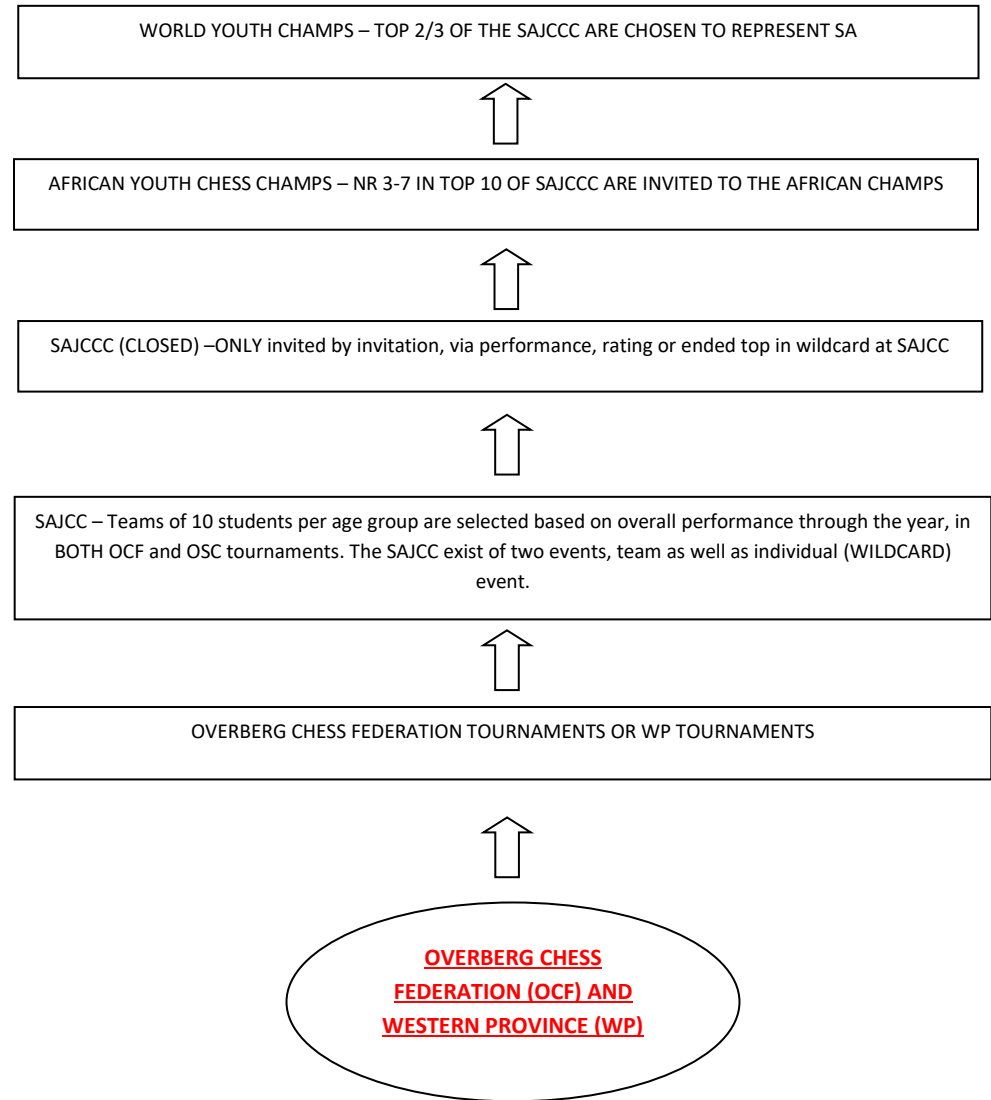 WORLD YOUTH CHAMPS – TOP 2/3 OF THE SAJCCC ARE CHOSEN TO REPRESENT SA
AFRICAN YOUTH CHESS CHAMPS – NR 3-7 IN TOP 10 OF SAJCCC ARE INVITED TO THE AFRICAN CHAMPS
SAJCCC (CLOSED) –ONLY invited by invitation, via performance, rating or ended top in wildcard at SAJCC
SAJCC – Teams of 10 students per age group are selected based on overall performance through the year, in
BOTH OCF and OSC tournaments. The SAJCC exist of two events, team as well as individual (WILDCARD)
event.
OVERBERG CHESS FEDERATION TOURNAMENTS OR WP TOURNAMENTS
OVERBERG CHESS
FEDERATION (OCF) AND
WESTERN PROVINCE (WP)